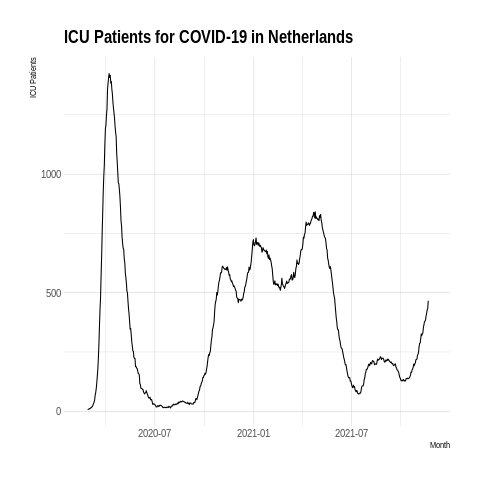 ICU Patients for COVID-19 in Netherlands
ICU Patients
1000
500
0
2020-07
2021-01
2021-07
Month